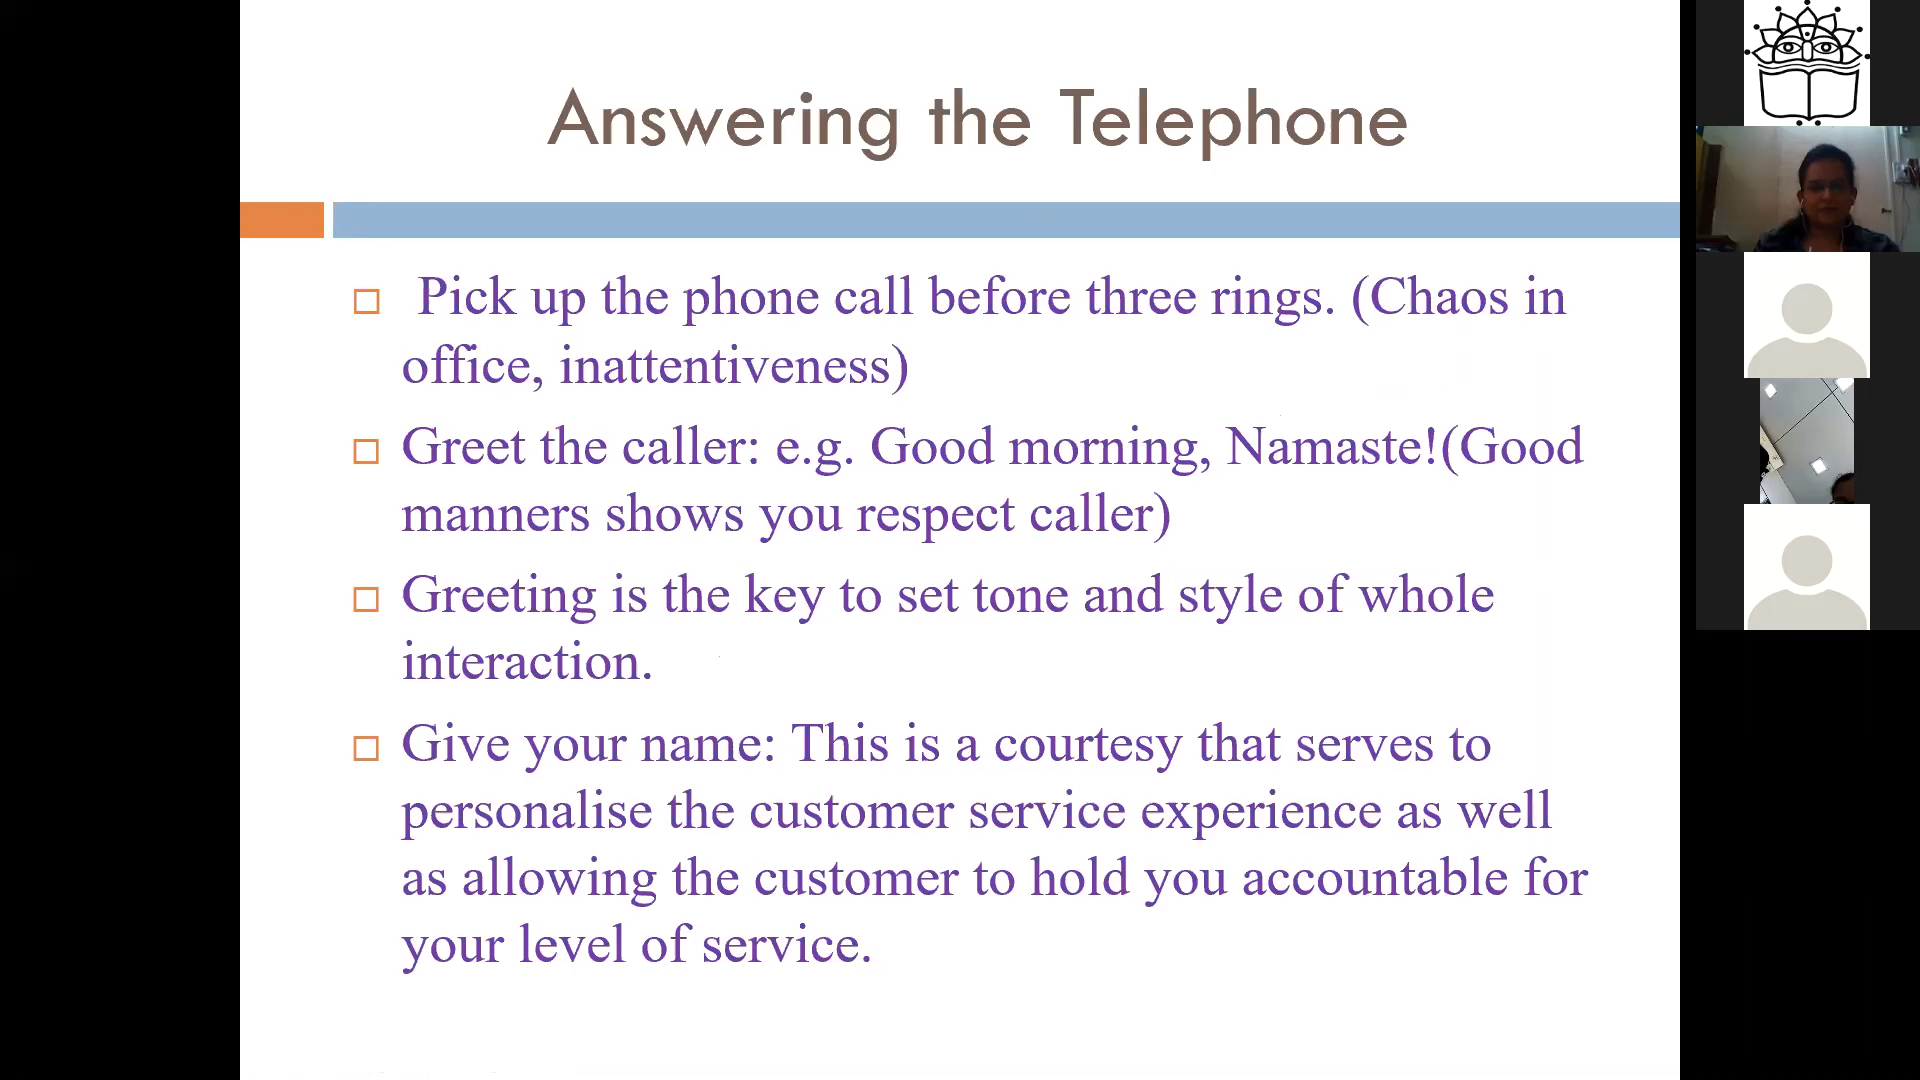 Answering the Telephone
Pick up the phone call before three rings. (Chaos in
office, inattentiveness)
Greet the caller: e.g. Good morning, Namaste!(Good
manners shows you respect caller)
Greeting is the key to set tone and style of whole
interaction.
Give your name: This is a courtesy that serves to
personalise the customer service experience as well
as allowing the customer to hold you accountable for
your level of service.